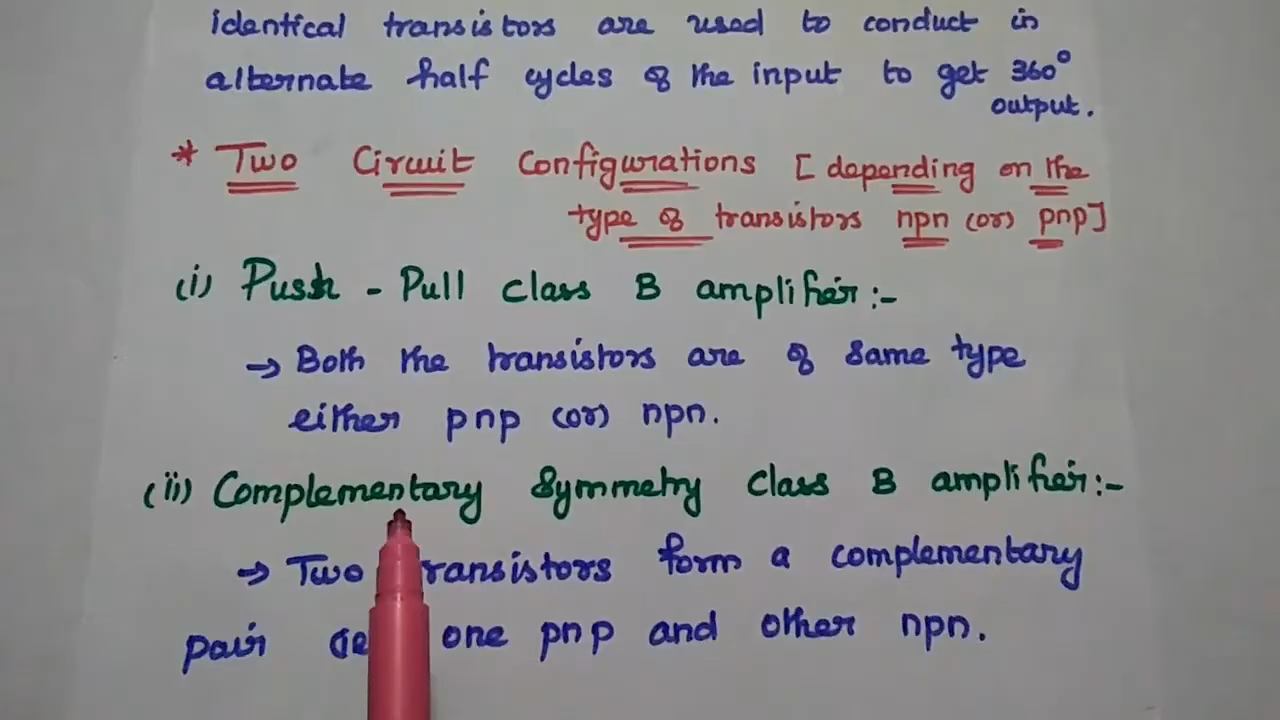 identical transistors are used to conduct in
alternate half cycles of the input to get 360°
output.
* Two Circuit Configurations [depending on the
type of transistors npn (or) pnp]
(i) Push - Pull class B amplifier:-
→ Both the transistors are of same type
either pnp (or) npn.
(ii) Complementary Symmetry Class B amplifier:-
→ Two transistors form a complementary
pair one pnp and other npn.